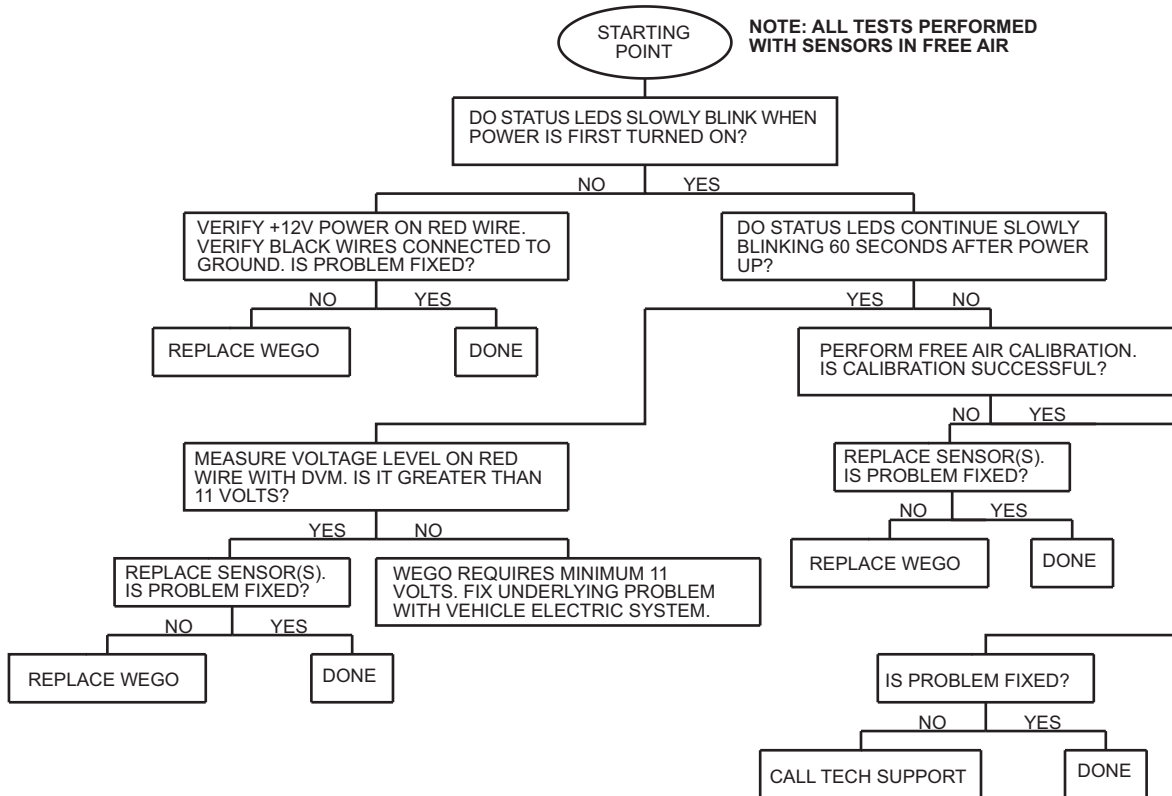 STARTING
POINT
NOTE: ALL TESTS PERFORMED
WITH SENSORS IN FREE AIR
DO STATUS LEDS SLOWLY BLINK WHEN
POWER IS FIRST TURNED ON?
NO
YES
VERIFY +12V POWER ON RED WIRE.
VERIFY BLACK WIRES CONNECTED TO
GROUND. IS PROBLEM FIXED?
DO STATUS LEDS CONTINUE SLOWLY
BLINKING 60 SECONDS AFTER POWER
UP?
NO
YES
YES
NO
REPLACE WEGO
DONE
PERFORM FREE AIR CALIBRATION.
IS CALIBRATION SUCCESSFUL?
NO
YES
MEASURE VOLTAGE LEVEL ON RED
WIRE WITH DVM. IS IT GREATER THAN
11 VOLTS?
REPLACE SENSOR(S).
IS PROBLEM FIXED?
NO
YES
YES
NO
REPLACE WEGO
DONE
REPLACE SENSOR(S).
IS PROBLEM FIXED?
WEGO REQUIRES MINIMUM 11
VOLTS. FIX UNDERLYING PROBLEM
WITH VEHICLE ELECTRIC SYSTEM.
NO
YES
REPLACE WEGO
DONE
IS PROBLEM FIXED?
NO
YES
CALL TECH SUPPORT
DONE